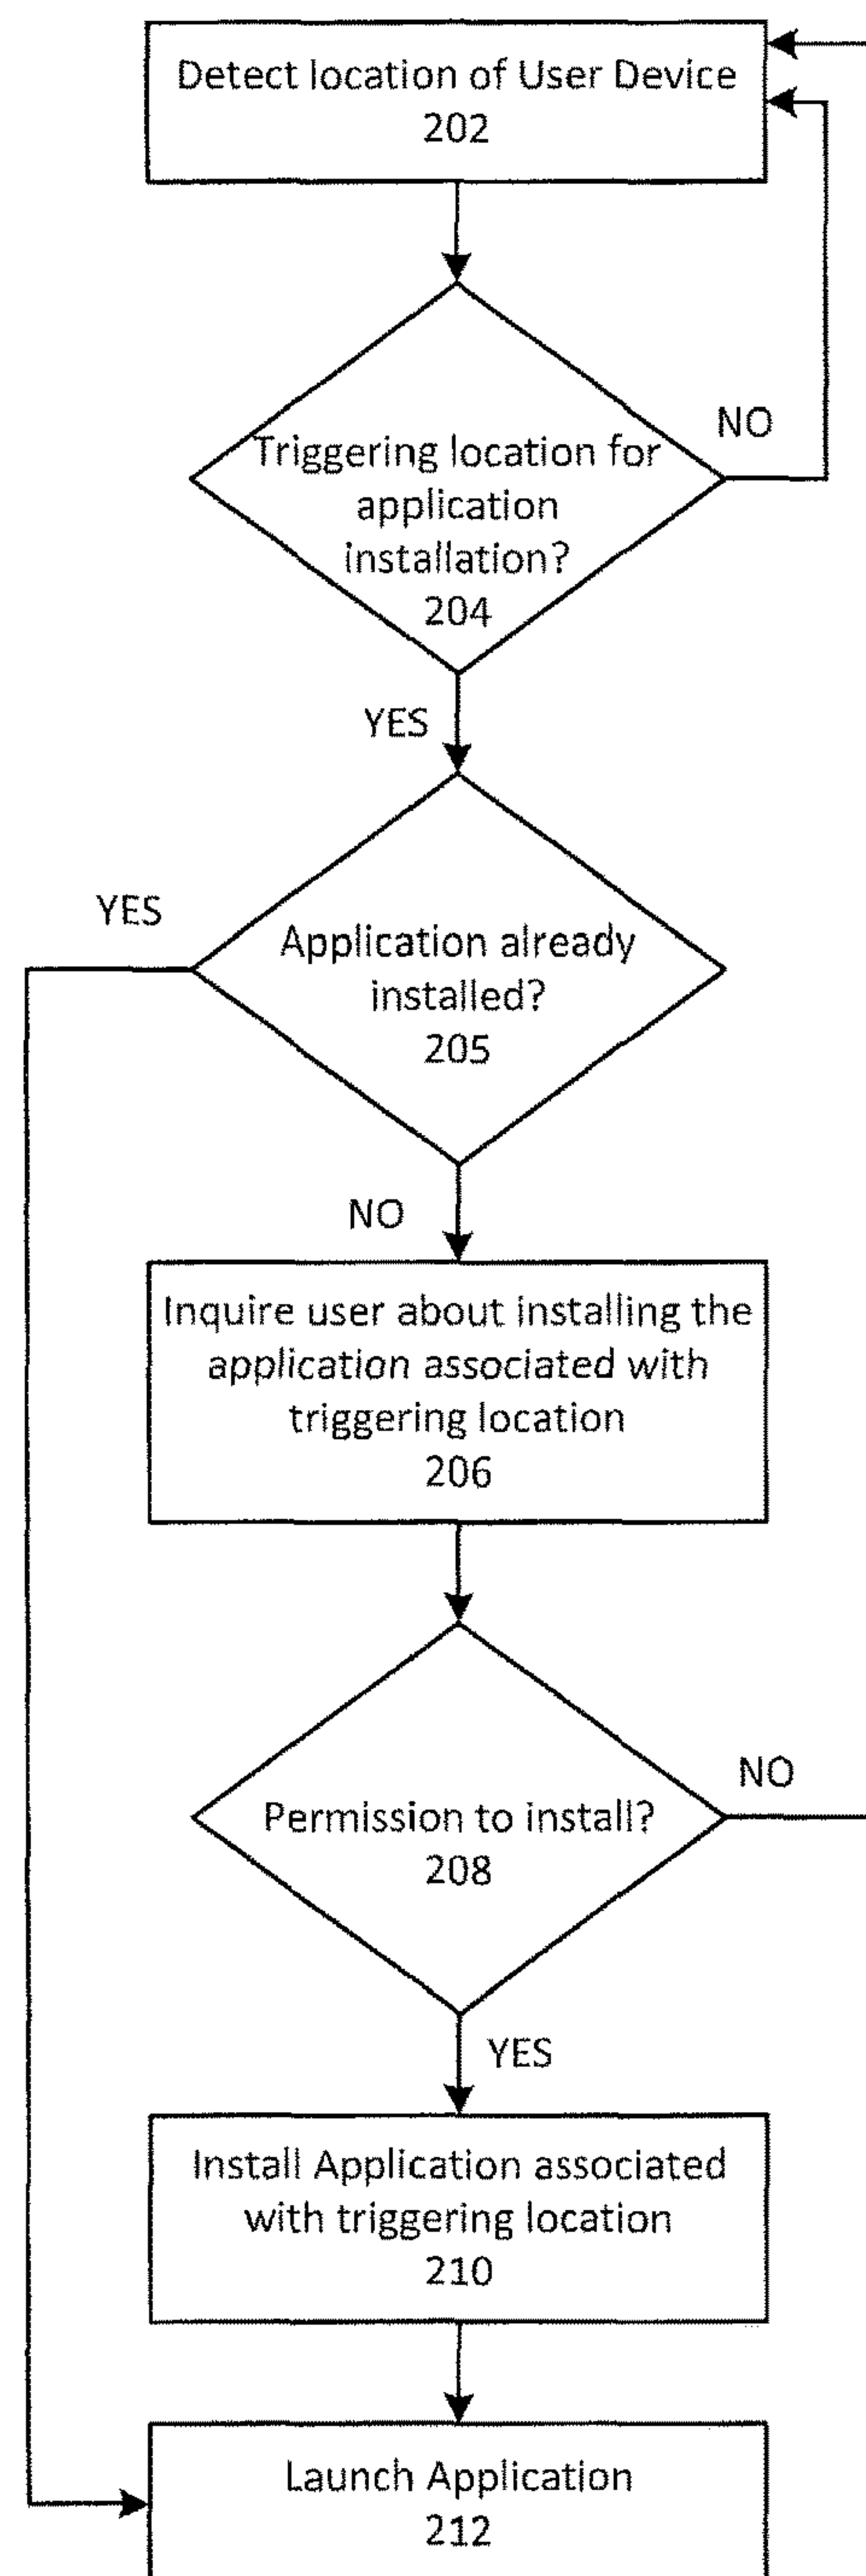 Detect location of User Device
202
Triggering location for
application
installation?
204
NO
YES
YES
Application already
installed?
205
NO
Inquire user about installing the
application associated with
triggering location
206
Permission to install?
208
NO
YES
Install Application associated
with triggering location
210
Launch Application
212